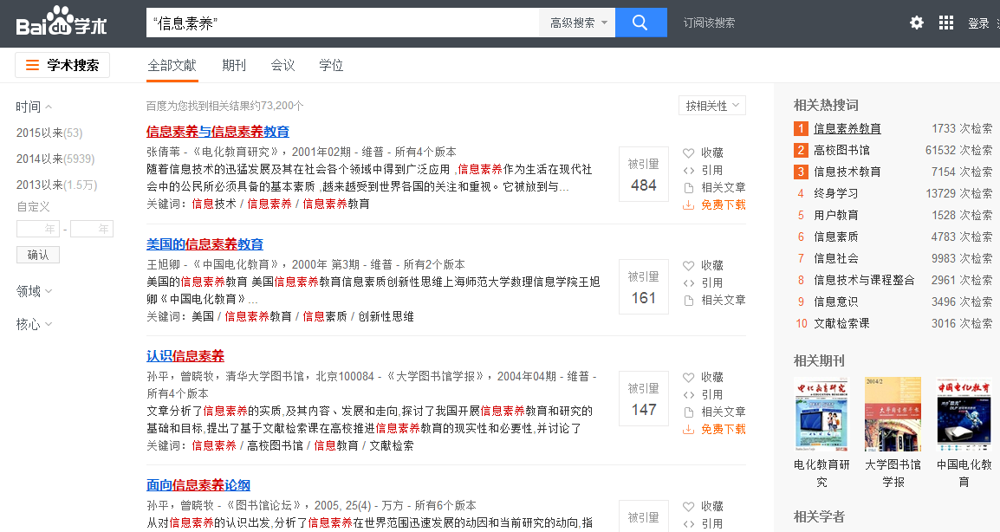 Bai du 学术
“信息素养”
高级搜索
订阅该搜索
登录
学术搜索
全部文献 期刊 会议 学位
时间
2015以来(53)
2014以来(5939)
2013以来(1.5万)
自定义
年 - 年
确认
领域
核心
百度为您找到相关结果约73,200个
按相关性
信息素养与信息素养教育
张倩苇 - 《电化教育研究》，2001年02期 - 维普 - 所有4个版本
随着信息技术的迅猛发展及其在社会各个领域中得到广泛应用 ,信息素养作为生活在现代社
会中的公民所必须具备的基本素质 ,越来越受到世界各国的关注和重视。它被放到与...
关键词：信息技术 / 信息素养 / 信息素养教育
被引量
484
收藏
引用
相关文章
免费下载
美国的信息素养教育
王旭卿 - 《中国电化教育》，2000年 第3期 - 维普 - 所有2个版本
美国的信息素养教育 美国信息素养教育信息素质创新性思维上海师范大学数理信息学院王旭
卿《中国电化教育》...
关键词：美国 / 信息素养教育 / 信息素质 / 创新性思维
被引量
161
收藏
引用
相关文章
认识信息素养
孙平，曾晓牧，清华大学图书馆，北京100084 - 《大学图书馆学报》，2004年04期 - 维普 -
所有4个版本
文章分析了信息素养的实质,及其内容、发展和走向,探讨了我国开展信息素养教育和研究的
基础和目标,提出了基于文献检索课在高校推进信息素养教育的现实性和必要性,并讨论了
关键词：信息素养 / 高校图书馆 / 信息教育 / 文献检索
被引量
147
收藏
引用
相关文章
免费下载
面向信息素养论纲
孙平，曾晓牧 - 《图书馆论坛》，2005, 25(4) - 万方 - 所有6个版本
从对信息素养的认识出发,分析了信息素养在世界范围迅速发展的动因和当前研究的动向,指
被引量
收藏
引用
相关热搜词
1 信息素养教育 1733 次检索
2 高校图书馆 61532 次检索
3 信息技术教育 7154 次检索
4 终身学习 13729 次检索
5 用户教育 1528 次检索
6 信息素质 4783 次检索
7 信息社会 9983 次检索
8 信息技术与课程整合 2961 次检索
9 信息意识 3496 次检索
10 文献检索课 3016 次检索
相关期刊
电化教育研究
2014/2
大学图书馆学报
中国电化教育
电化教育研
究
大学图书馆
学报
中国电化教
育
相关学者